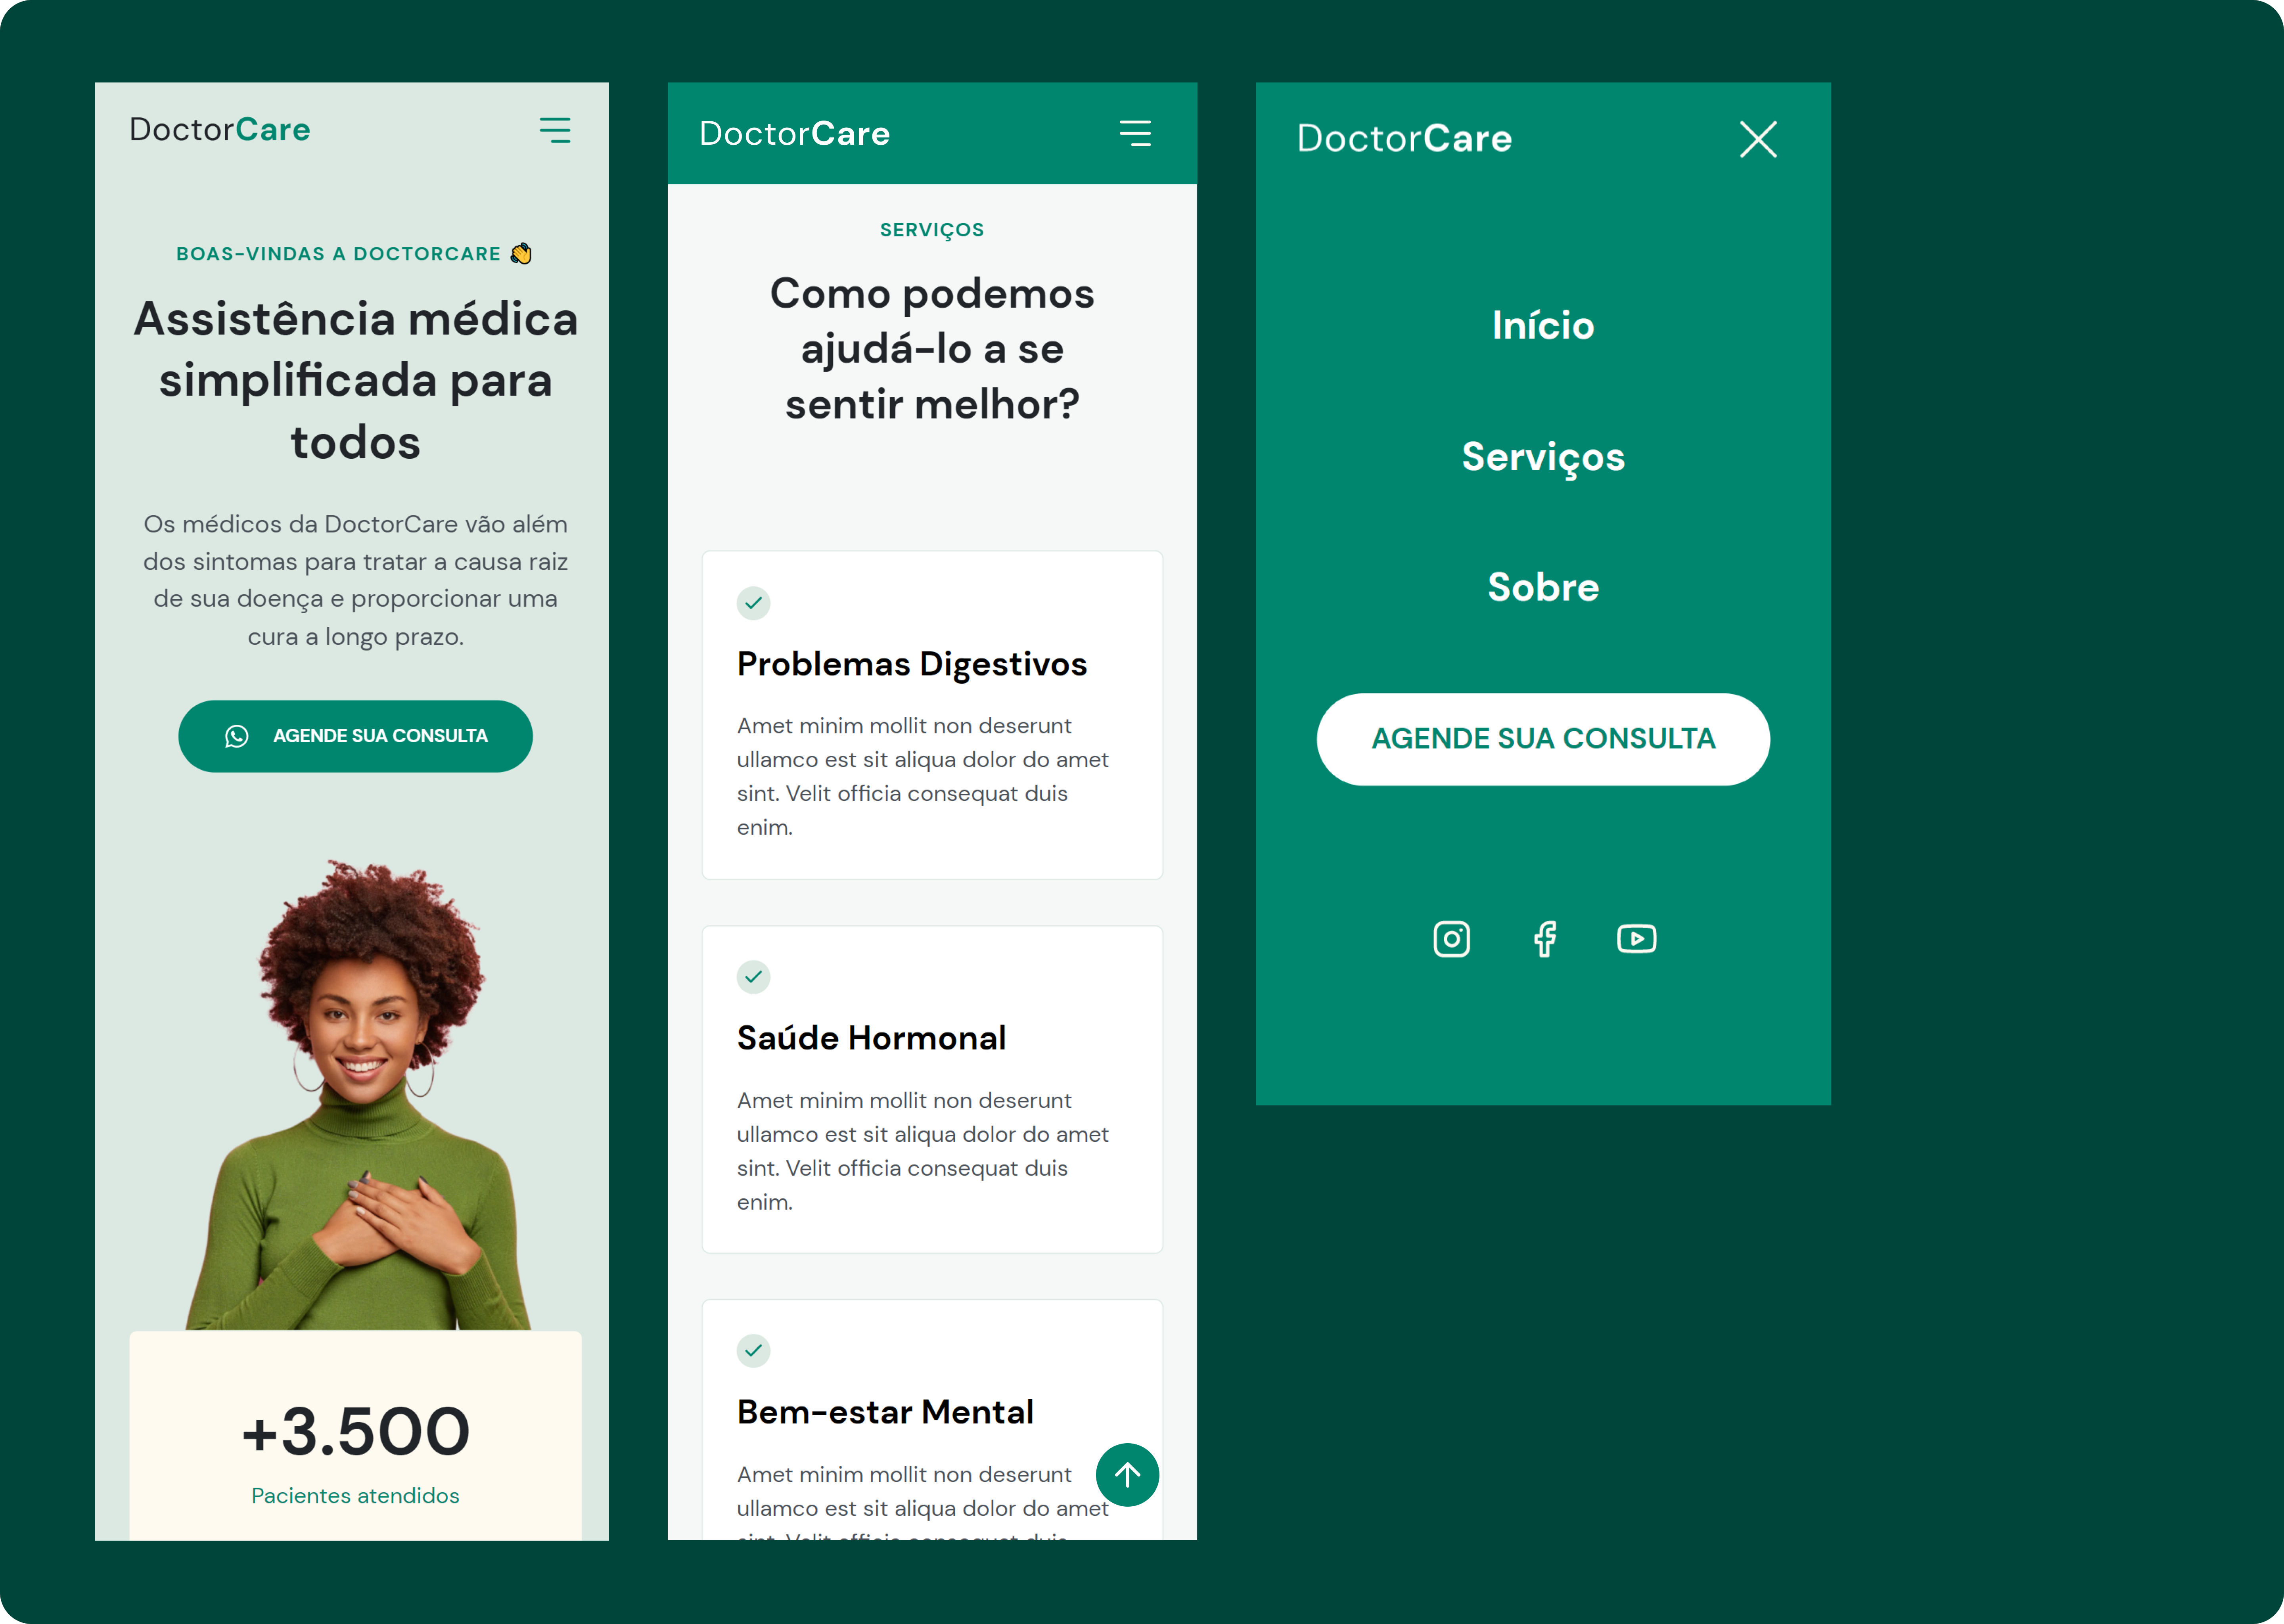 DoctorCare
BOAS-VINDAS A DOCTORCARE 👏
Assistência médica
simplificada para
todos
Os médicos da DoctorCare vão além
dos sintomas para tratar a causa raiz
de sua doença e proporcionar uma
cura a longo prazo.
AGENDE SUA CONSULTA
+3.500
Pacientes atendidos
DoctorCare
SERVIÇOS
Como podemos
ajudá-lo a se
sentir melhor?
Problemas Digestivos
Amet minim mollit non deserunt
ullamco est sit aliqua dolor do amet
sint. Velit officia consequat duis
enim.
Saúde Hormonal
Amet minim mollit non deserunt
ullamco est sit aliqua dolor do amet
sint. Velit officia consequat duis
enim.
Bem-estar Mental
Amet minim mollit non deserunt
ullamco est sit aliqua dolor do amet
sint. Velit officia consequat duis
DoctorCare
Início
Serviços
Sobre
AGENDE SUA CONSULTA